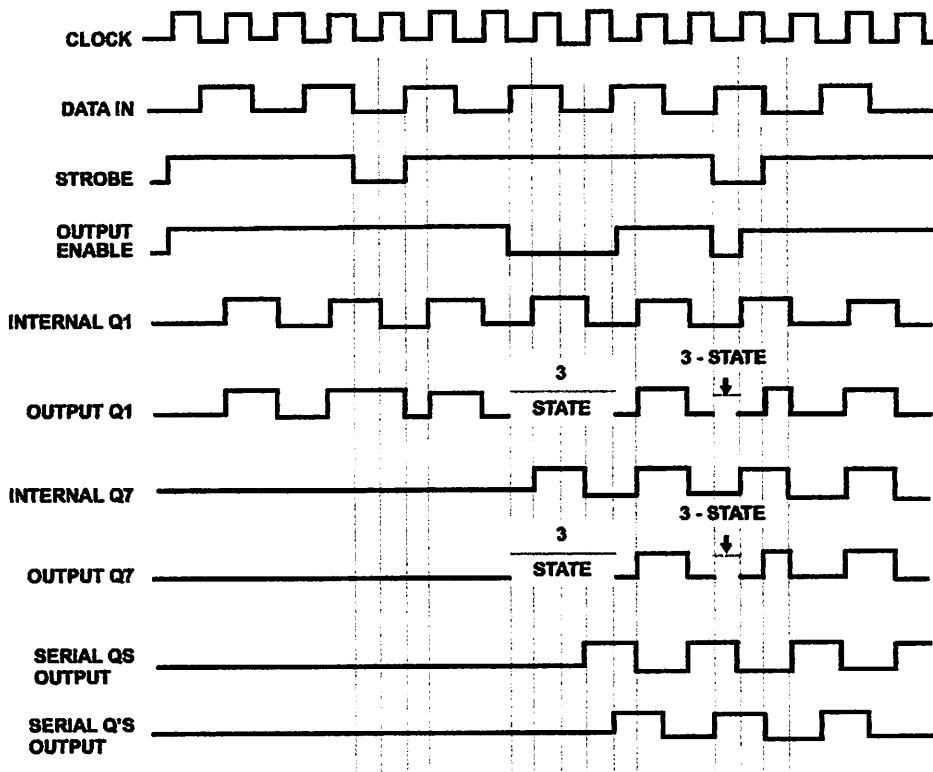 CLOCK
DATA IN
STROBE
OUTPUT
ENABLE
INTERNAL Q1
3 - STATE
3
OUTPUT Q1
STATE
INTERNAL Q7
3 - STATE
3
OUTPUT Q7
STATE
SERIAL QS
OUTPUT
SERIAL Q'S
OUTPUT